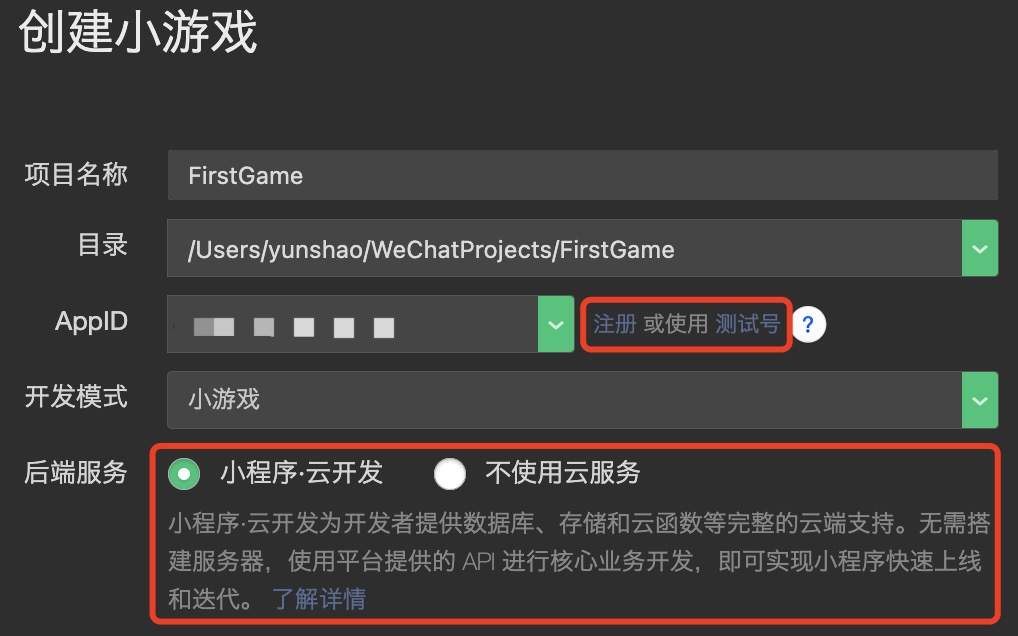 创建小游戏
项目名称 FirstGame
目录 /Users/yunshao/WeChatProjects/FirstGame
AppID 注册 或使用 测试号 ?
开发模式 小游戏
后端服务 小程序·云开发 不使用云服务
小程序·云开发为开发者提供数据库、存储和云函数等完整的云端支持。无需搭
建服务器，使用平台提供的 API 进行核心业务开发，即可实现小程序快速上线
和迭代。 了解详情